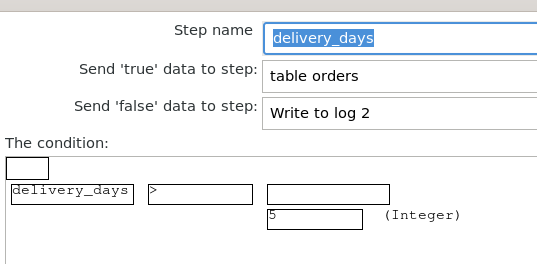 Step name delivery_days
Send 'true' data to step: table orders
Send 'false' data to step: Write to log 2
The condition:
delivery_days >
5 (Integer)